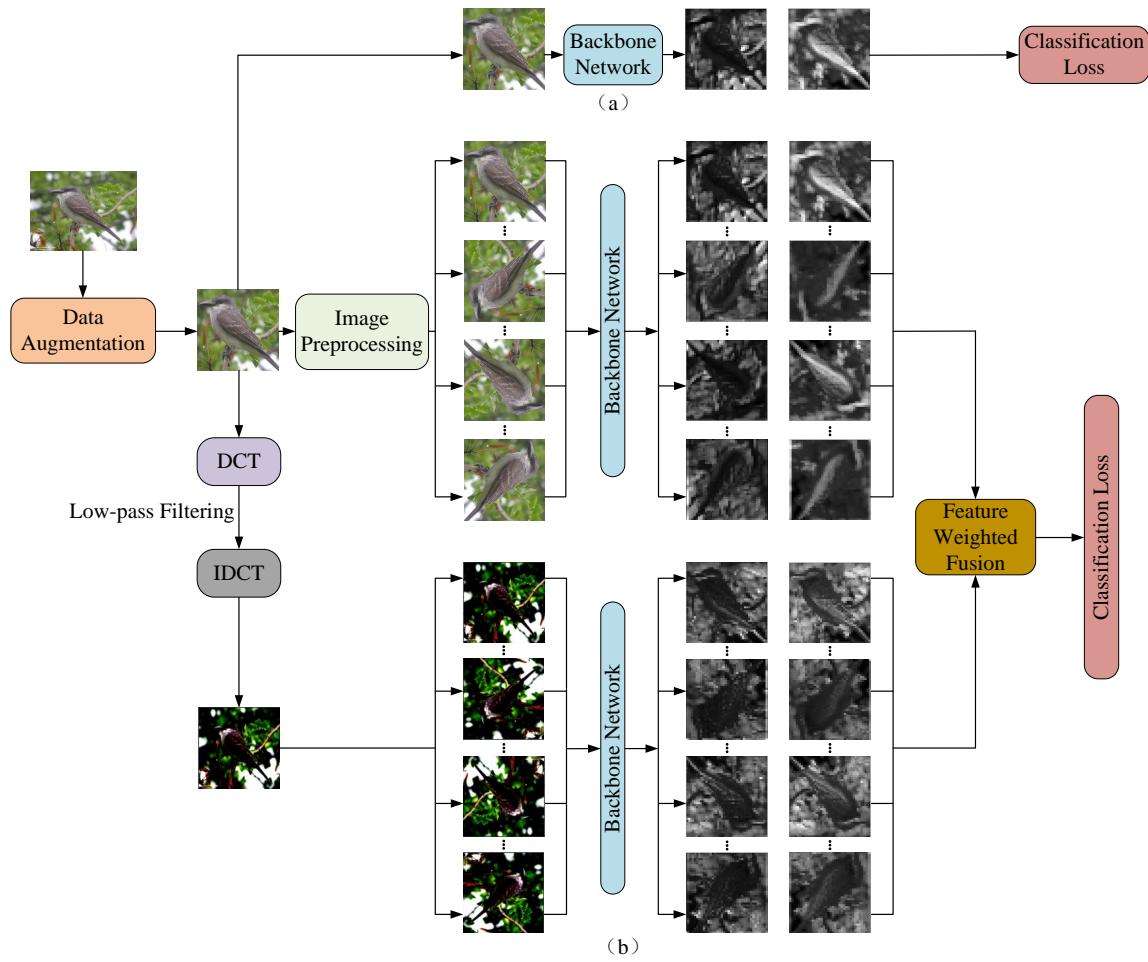 Backbone
Network
Classification
Loss
（a）
Data
Augmentation
Image
Preprocessing
Backbone Network
DCT
Low-pass Filtering
IDCT
Feature
Weighted
Fusion
Classification Loss
Backbone Network
（b）